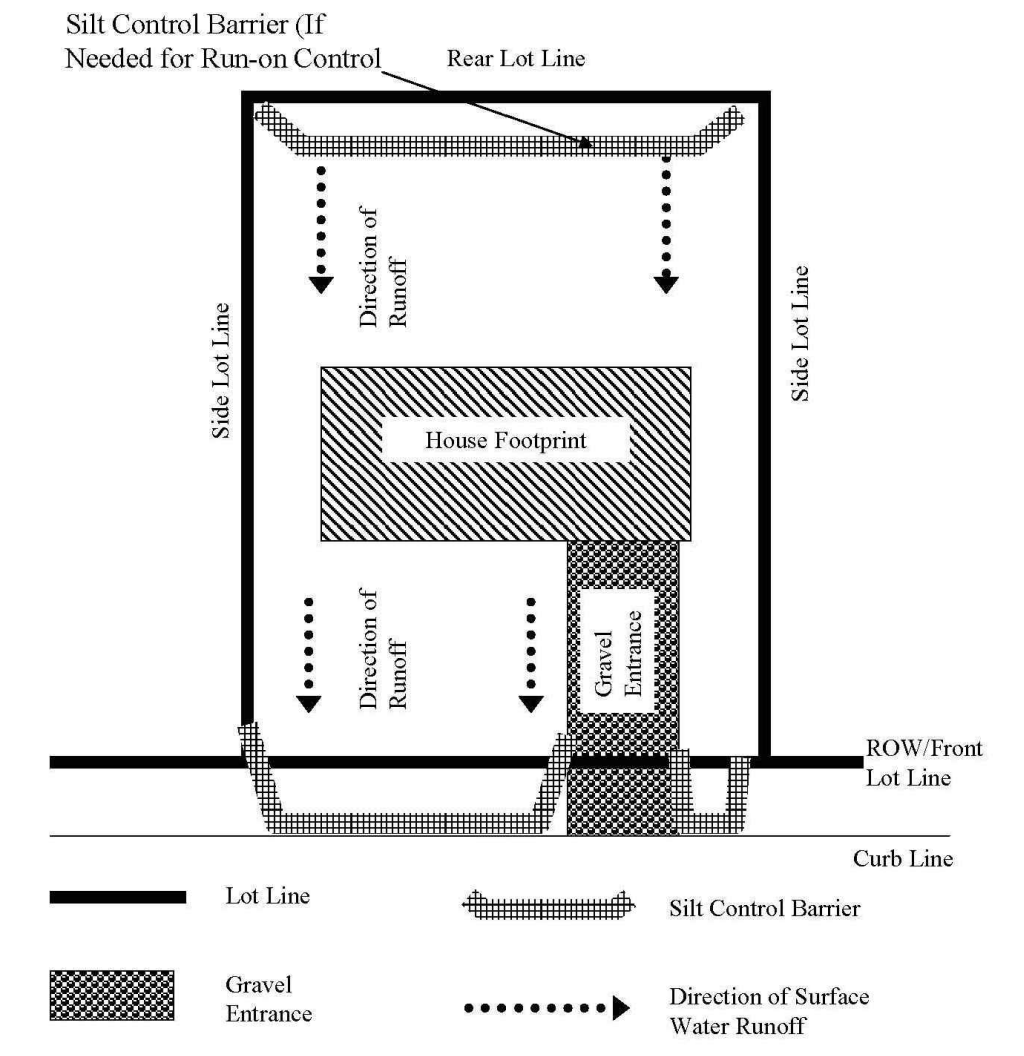 Silt Control Barrier (If
Needed for Run-on Control
Rear Lot Line
Direction of
Runoff
Side Lot Line
Side Lot Line
House Footprint
Direction of
Runoff
Gravel
Entrance
ROW/Front
Lot Line
Curb Line
Lot Line
Silt Control Barrier
Gravel
Entrance
Direction of Surface
Water Runoff